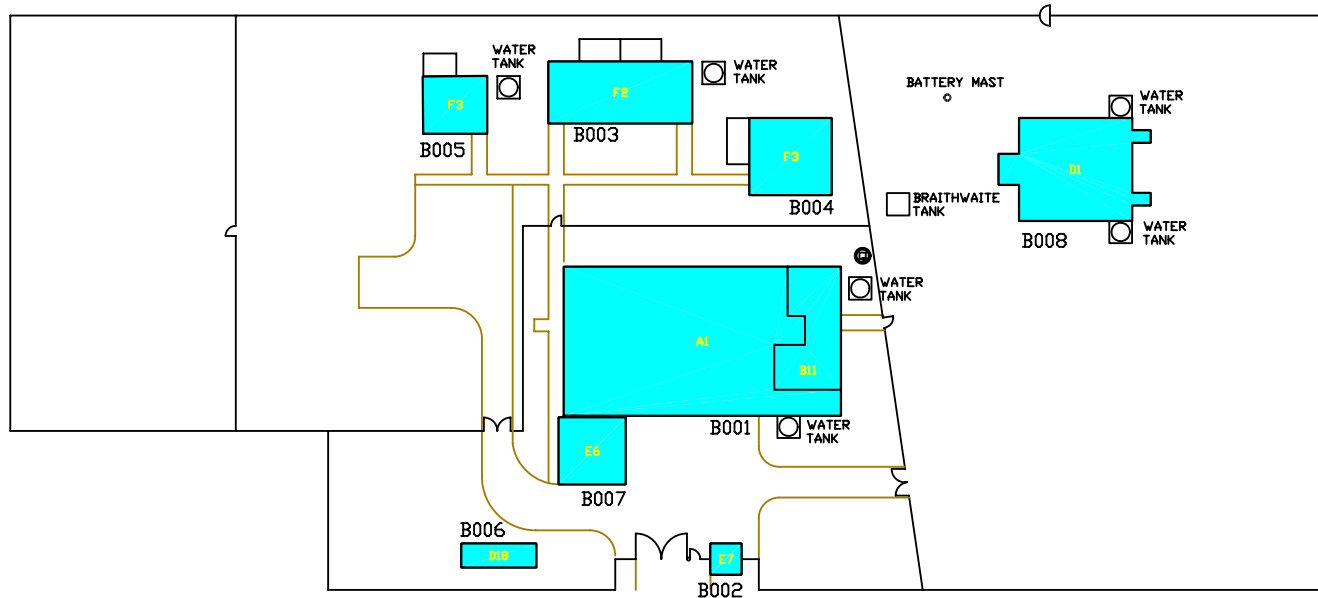 WATER
TANK
WATER
TANK
BATTERY MAST
WATER
TANK
F3
F2
B005
B003
F3
B004
D1
BRAITHWAITE
TANK
B008
WATER
TANK
WATER
TANK
A1
B11
B001
WATER
TANK
E6
B007
B006
D18
E7
B002